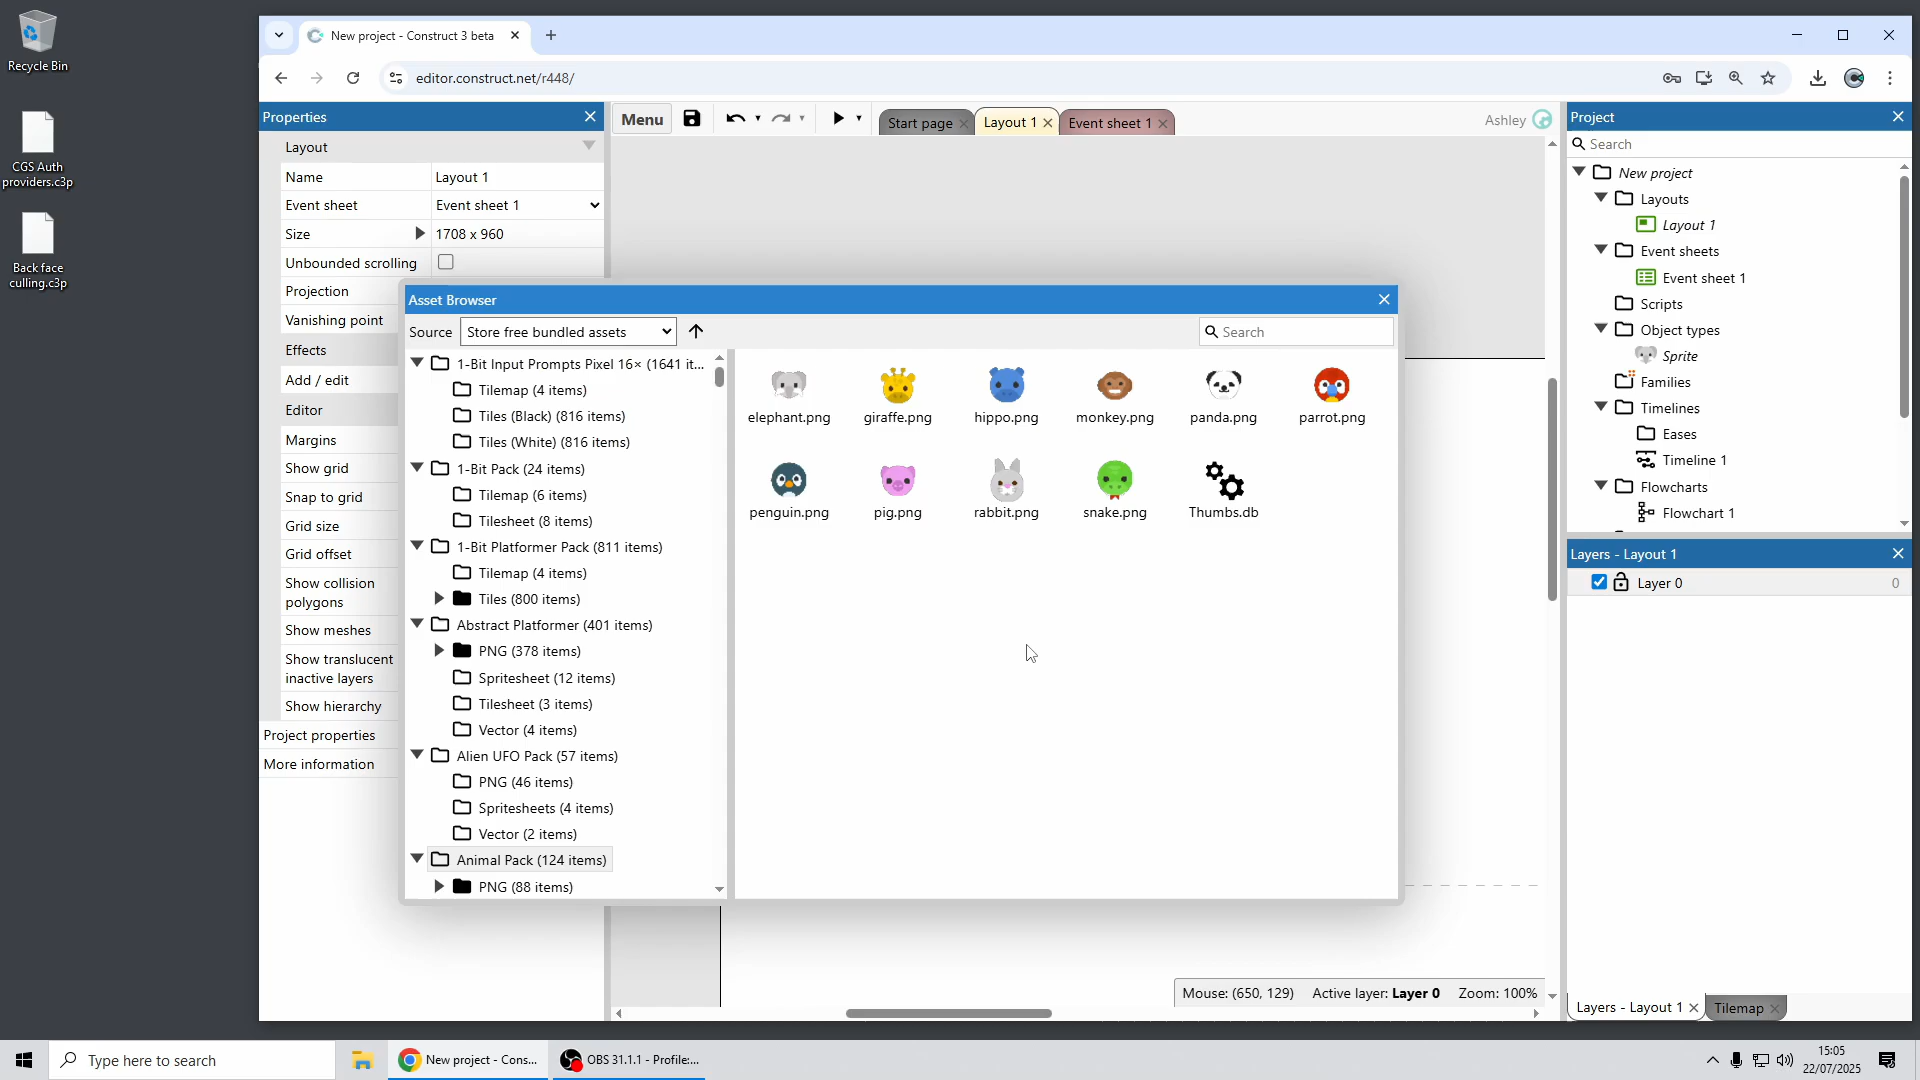 Recycle Bin
CGS Auth
providers.c3p
Back face
culling.c3p
New project - Construct 3 beta
editor.construct.net/r448/
Properties
Layout
Name
Layout 1
Event sheet
Event sheet 1
Size
1708 x 960
Unbounded scrolling
Projection
Vanishing point
Effects
Add / edit
Editor
Margins
Show grid
Snap to grid
Grid size
Grid offset
Show collision
polygons
Show meshes
Show translucent
inactive layers
Show hierarchy
Project properties
More information
Menu
Start page
Layout 1
Event sheet 1
Ashley
Asset Browser
Source
Store free bundled assets
Search
1-Bit Input Prompts Pixel 16× (1641 it...
Tilemap (4 items)
Tiles (Black) (816 items)
Tiles (White) (816 items)
1-Bit Pack (24 items)
Tilemap (6 items)
Tilesheet (8 items)
1-Bit Platformer Pack (811 items)
Tilemap (4 items)
Tiles (800 items)
Abstract Platformer (401 items)
PNG (378 items)
Spritesheet (12 items)
Tilesheet (3 items)
Vector (4 items)
Alien UFO Pack (57 items)
PNG (46 items)
Spritesheets (4 items)
Vector (2 items)
Animal Pack (124 items)
PNG (88 items)
elephant.png
giraffe.png
hippo.png
monkey.png
panda.png
parrot.png
penguin.png
pig.png
rabbit.png
snake.png
Thumbs.db
Mouse: (650, 129)
Active layer: Layer 0
Zoom: 100%
Project
Search
New project
Layouts
Layout 1
Event sheets
Event sheet 1
Scripts
Object types
Sprite
Families
Timelines
Eases
Timeline 1
Flowcharts
Flowchart 1
Layers - Layout 1
Layer 0
0
Layers - Layout 1
Tilemap
Type here to search
New project - Cons...
OBS 31.1.1 - Profile:...
15:05
22/07/2025